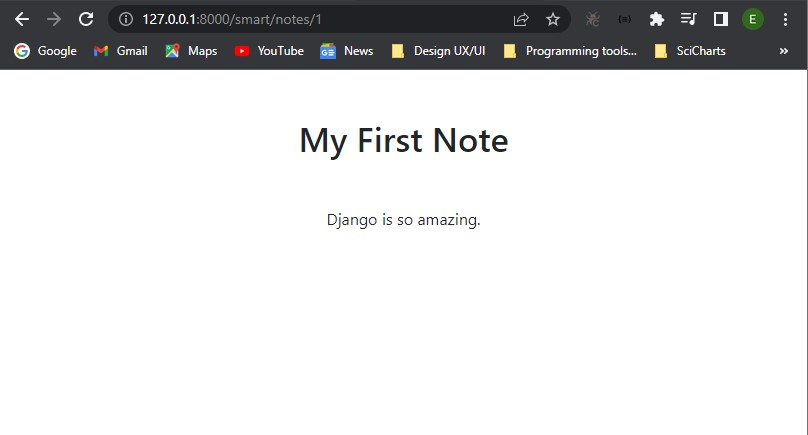 127.0.0.1:8000/smart/notes/1
E
Google Gmail Maps YouTube News Design UX/UI Programming tools... SciCharts »
My First Note
Django is so amazing.